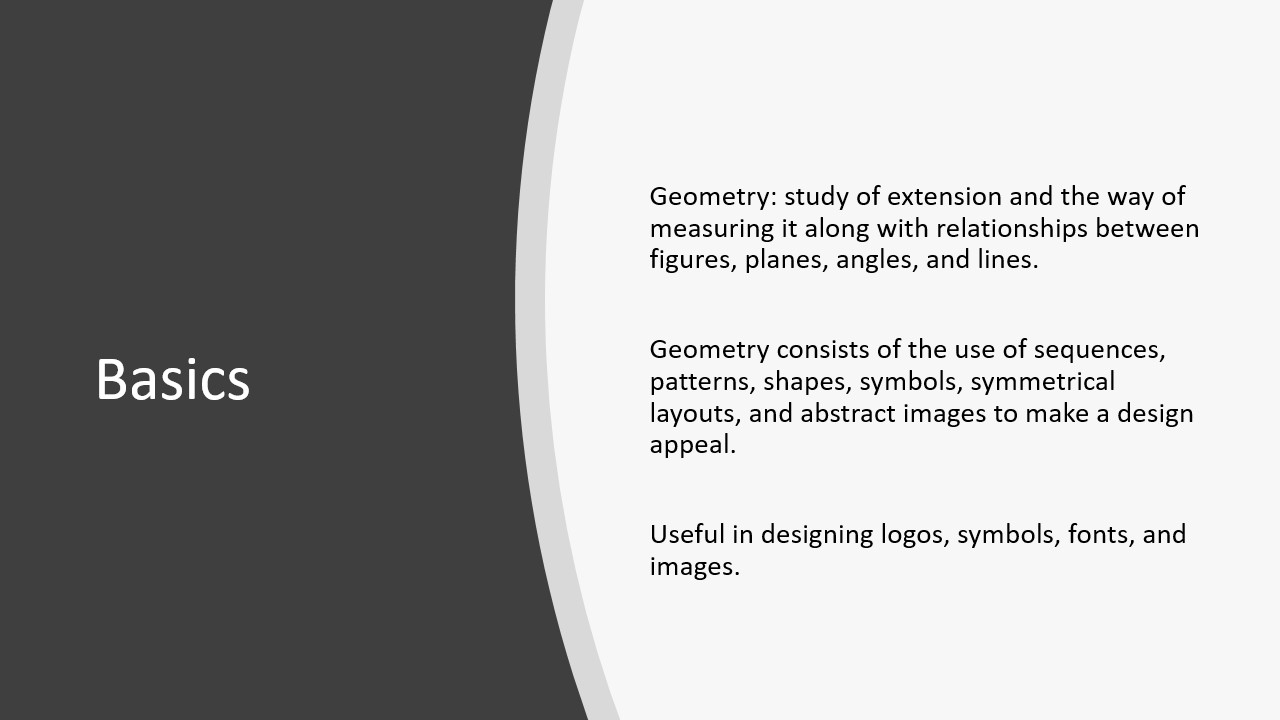 Basics
Geometry: study of extension and the way of
measuring it along with relationships between
figures, planes, angles, and lines.
Geometry consists of the use of sequences,
patterns, shapes, symbols, symmetrical
layouts, and abstract images to make a design
appeal.
Useful in designing logos, symbols, fonts, and
images.